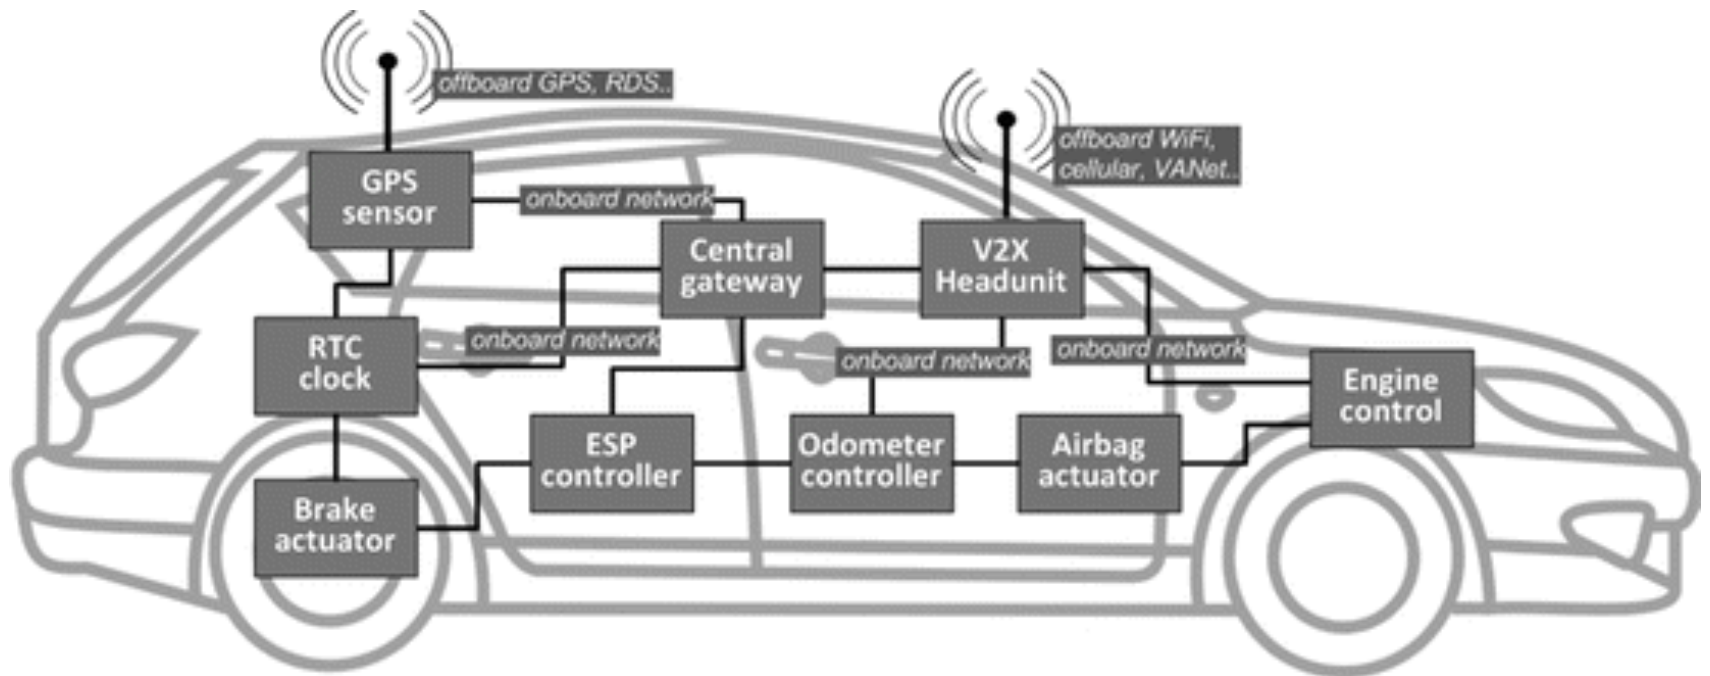 offboard GPS, RDS..
offboard WiFi,
cellular, VANet..
GPS
sensor
onboard network
Central
gateway
V2X
Headunit
RTC
clock
onboard network
onboard network
onboard network
Engine
control
ESP
controller
Odometer
controller
Airbag
actuator
Brake
actuator